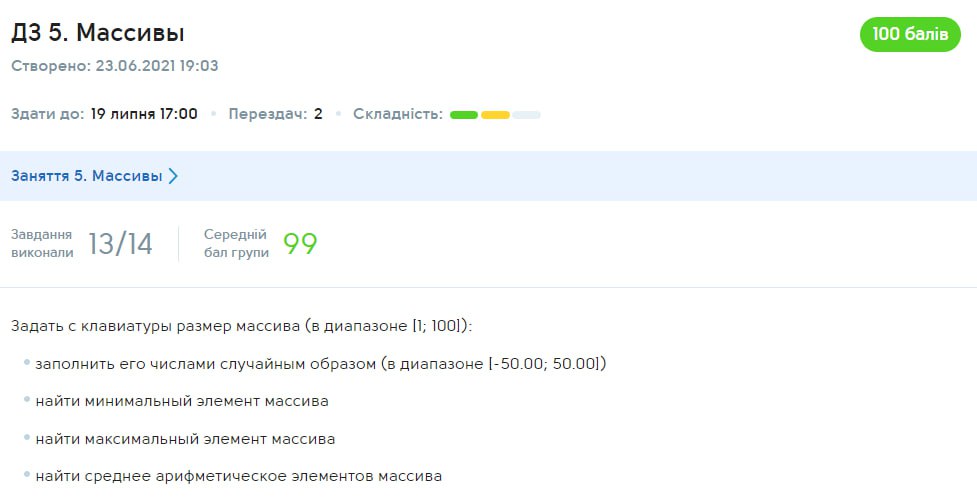 ДЗ 5. Массивы
100 балів
Створено: 23.06.2021 19:03
Здати до: 19 липня 17:00 • Перездач: 2 • Складність:
Заняття 5. Массивы
Завдання виконали 13/14
Середній бал групи 99
Задать с клавиатуры размер массива (в диапазоне [1; 100]):
• заполнить его числами случайным образом (в диапазоне [-50.00; 50.00])
• найти минимальный элемент массива
• найти максимальный элемент массива
• найти среднее арифметическое элементов массива